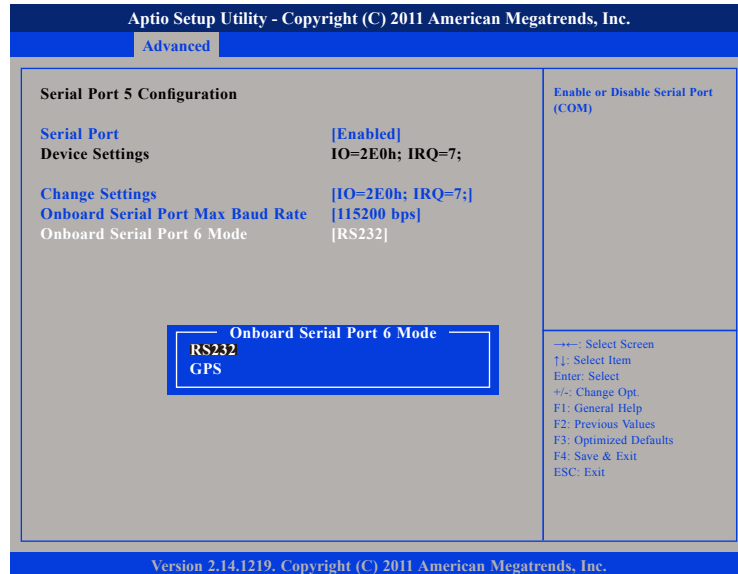 Aptio Setup Utility - Copyright (C) 2011 American Megatrends, Inc.
Advanced
Serial Port 5 Configuration
Serial Port [Enabled]
Device Settings IO=2E0h; IRQ=7;
Change Settings [IO=2E0h; IRQ=7;]
Onboard Serial Port Max Baud Rate [115200 bps]
Onboard Serial Port 6 Mode [RS232]
Onboard Serial Port 6 Mode
RS232
GPS
Enable or Disable Serial Port
(COM)
→←: Select Screen
↑↓: Select Item
Enter: Select
+/-: Change Opt.
F1: General Help
F2: Previous Values
F3: Optimized Defaults
F4: Save & Exit
ESC: Exit
Version 2.14.1219. Copyright (C) 2011 American Megatrends, Inc.